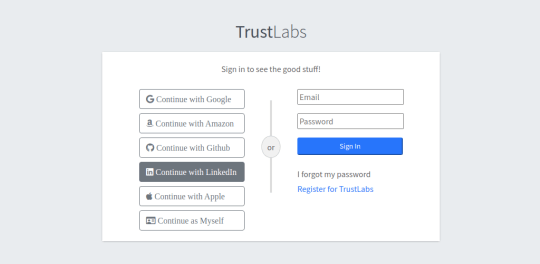 TrustLabs
Sign in to see the good stuff!
Continue with Google
Continue with Amazon
Continue with Github
Continue with LinkedIn
Continue with Apple
Continue as Myself
or
Email
Password
Sign In
I forgot my password
Register for TrustLabs